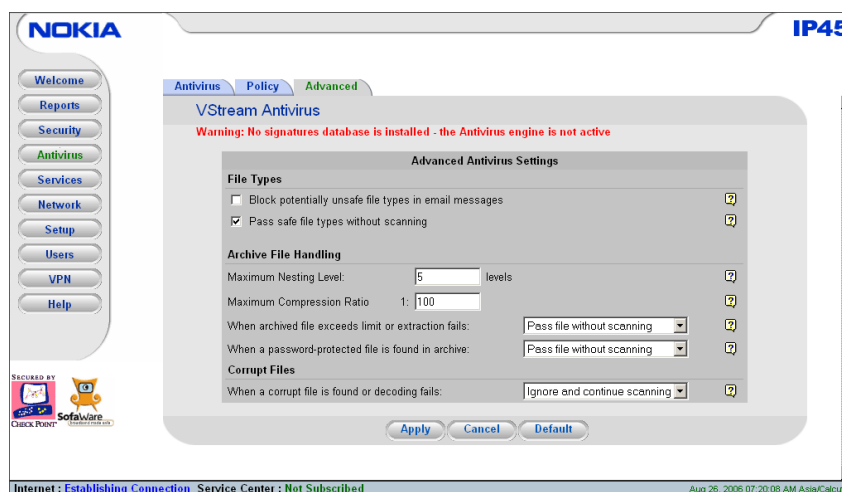 NOKIA
IP45
Welcome
Reports
Security
Antivirus
Services
Network
Setup
Users
VPN
Help
Antivirus Policy Advanced
VStream Antivirus
Warning: No signatures database is installed - the Antivirus engine is not active
Advanced Antivirus Settings
File Types
Block potentially unsafe file types in email messages ?
Pass safe file types without scanning ?
Archive File Handling
Maximum Nesting Level: 5 levels ?
Maximum Compression Ratio 1: 100 ?
When archived file exceeds limit or extraction fails: Pass file without scanning ?
When a password-protected file is found in archive: Pass file without scanning ?
Corrupt Files
When a corrupt file is found or decoding fails: Ignore and continue scanning ?
Apply Cancel Default
SECURED BY
CHECK POINT
SofaWare
Internet : Establishing Connection Service Center : Not Subscribed
Aug 26, 2006 07:20:08 AM Asia/Calcu